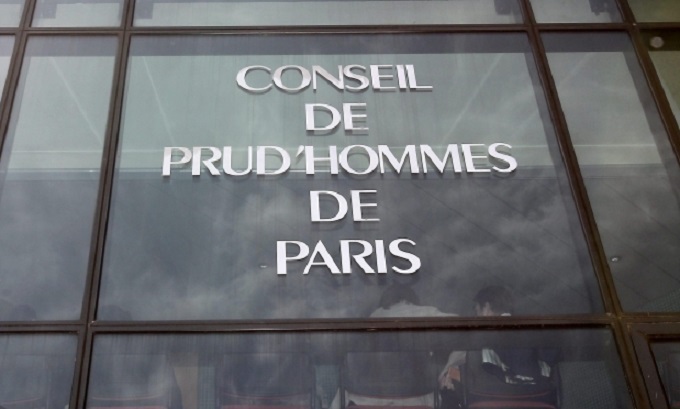 CONSEIL
DE
PRUD'HOMMES
DE
PARIS